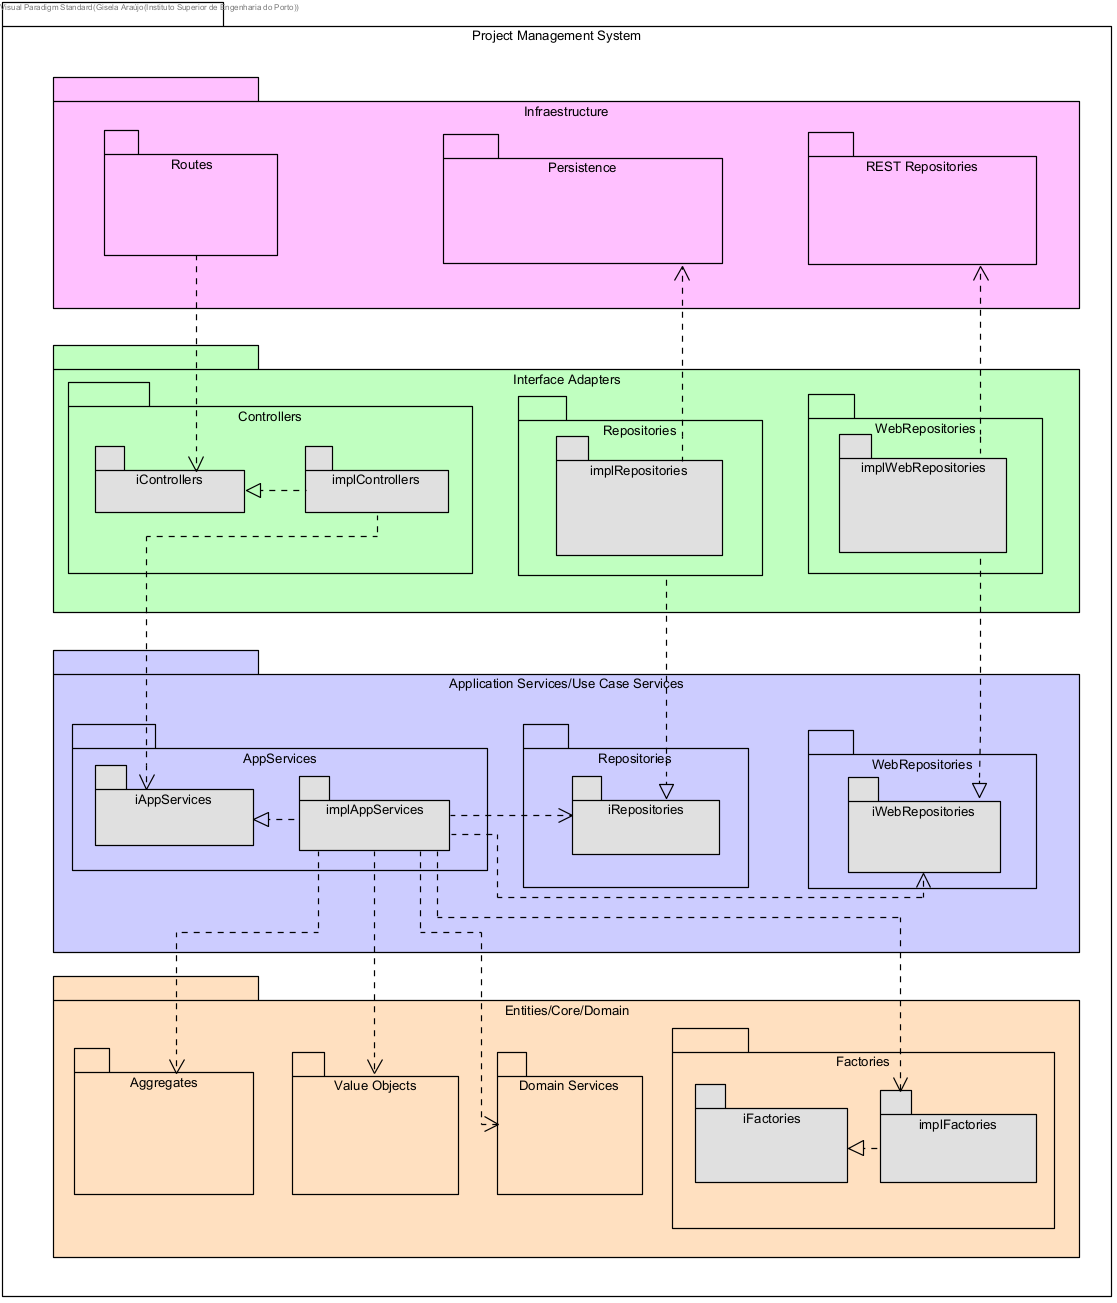 Visual Paradigm Standard(Gisela Araújo(Instituto Superior de Engenharia do Porto))
Project Management System
Infraestructure
Routes
Persistence
REST Repositories
Interface Adapters
Controllers
iControllers
implControllers
Repositories
implRepositories
WebRepositories
implWebRepositories
Application Services/Use Case Services
AppServices
iAppServices
implAppServices
Repositories
iRepositories
WebRepositories
iWebRepositories
Entities/Core/Domain
Aggregates
Value Objects
Domain Services
Factories
iFactories
implFactories